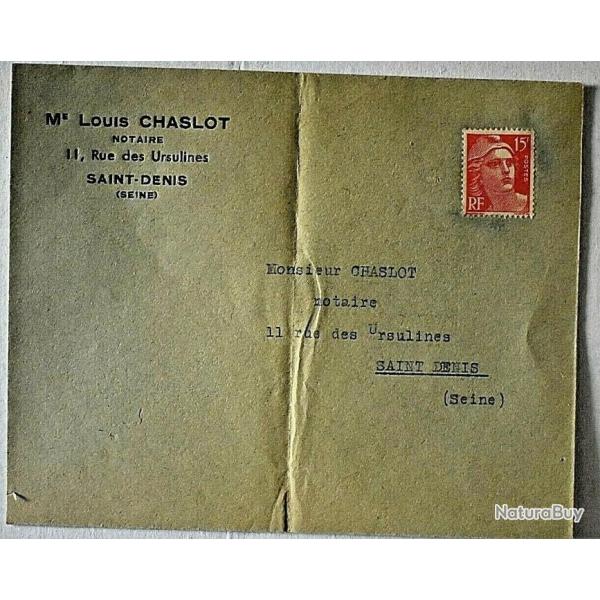 Mᴱ Louis CHASLOT
NOTAIRE
11, Rue des Ursulines
SAINT-DENIS
(SEINE)
15F
POSTES
RF
Monsieur CHASLOT
notaire
11 rue des Ursulines
SAINT DENIS
(Seine)
NaturaBuy